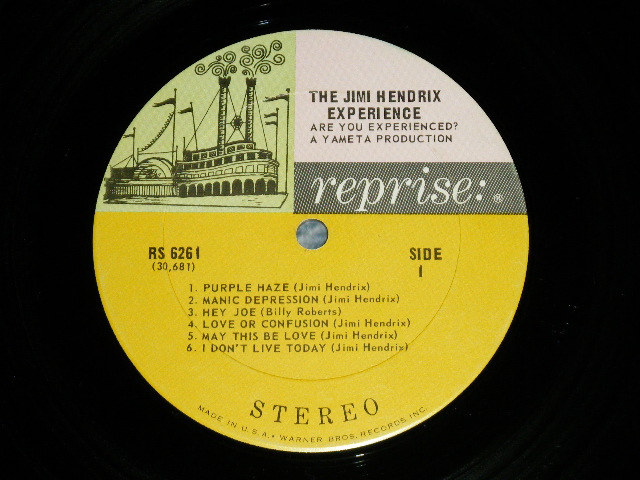 THE JIMI HENDRIX
EXPERIENCE
ARE YOU EXPERIENCED?
A YAMETA PRODUCTION
reprise: ®
RS 6261
(30,681)
SIDE
1
1. PURPLE HAZE (Jimi Hendrix)
2. MANIC DEPRESSION (Jimi Hendrix)
3. HEY JOE (Billy Roberts)
4. LOVE OR CONFUSION (Jimi Hendrix)
5. MAY THIS BE LOVE (Jimi Hendrix)
6. I DON'T LIVE TODAY (Jimi Hendrix)
STEREO
MADE IN U.S.A. • WARNER BROS. RECORDS, INC.